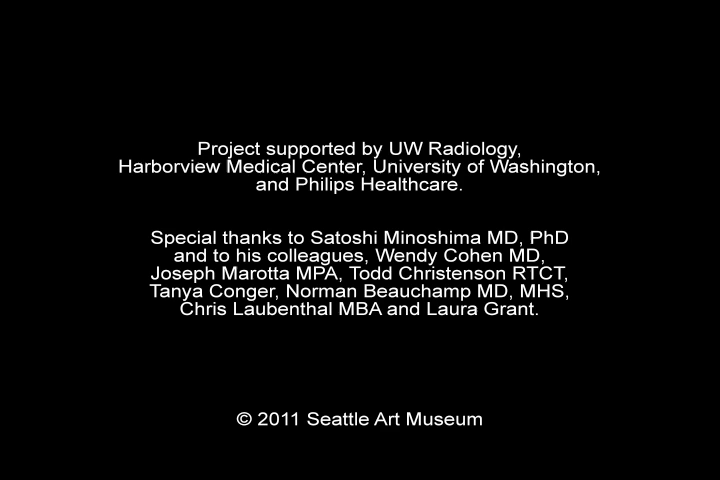 Project supported by UW Radiology,
Harborview Medical Center, University of Washington,
and Philips Healthcare.
Special thanks to Satoshi Minoshima MD, PhD
and to his colleagues, Wendy Cohen MD,
Joseph Marotta MPA, Todd Christenson RTCT,
Tanya Conger, Norman Beauchamp MD, MHS,
Chris Laubenthal MBA and Laura Grant.
© 2011 Seattle Art Museum